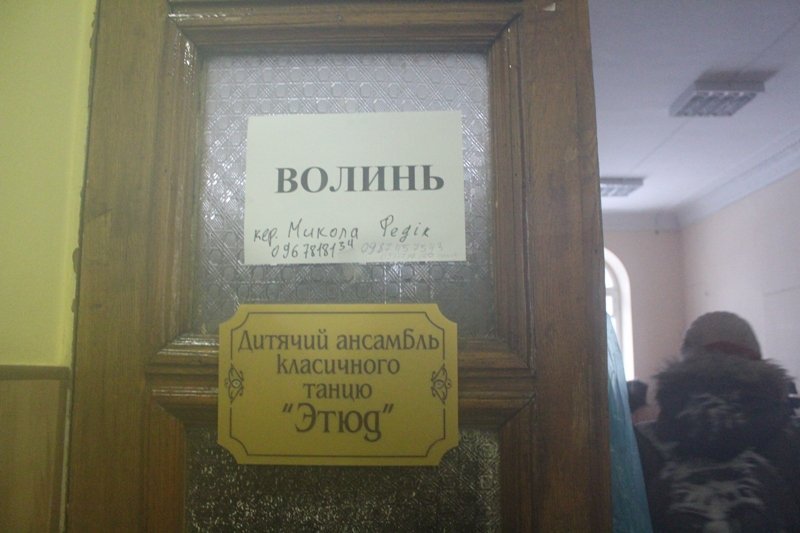 ВОЛИНЬ
кер. Микола Федік
0967818134
Дитячий ансамбль
класичного
танцю
"Этюд"